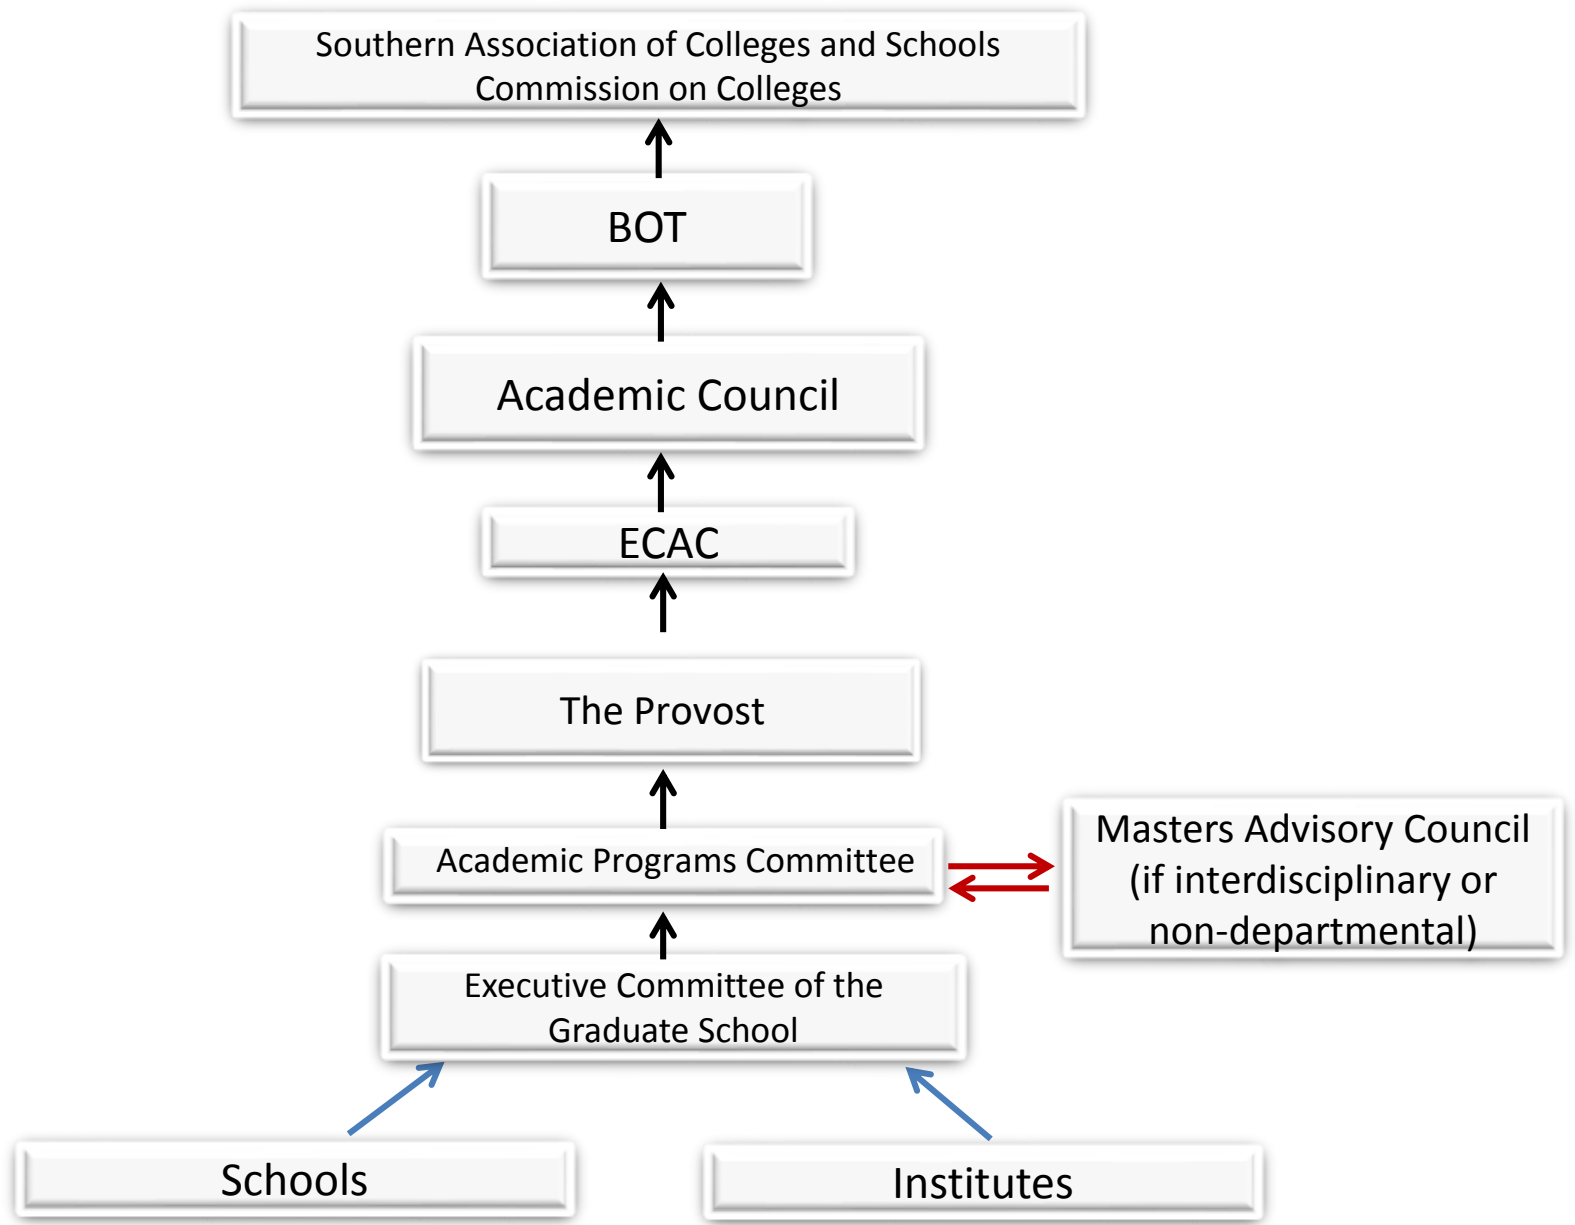 Southern Association of Colleges and Schools
Commission on Colleges
BOT
Academic Council
ECAC
The Provost
Academic Programs Committee
Masters Advisory Council
(if interdisciplinary or
non-departmental)
Executive Committee of the
Graduate School
Schools
Institutes